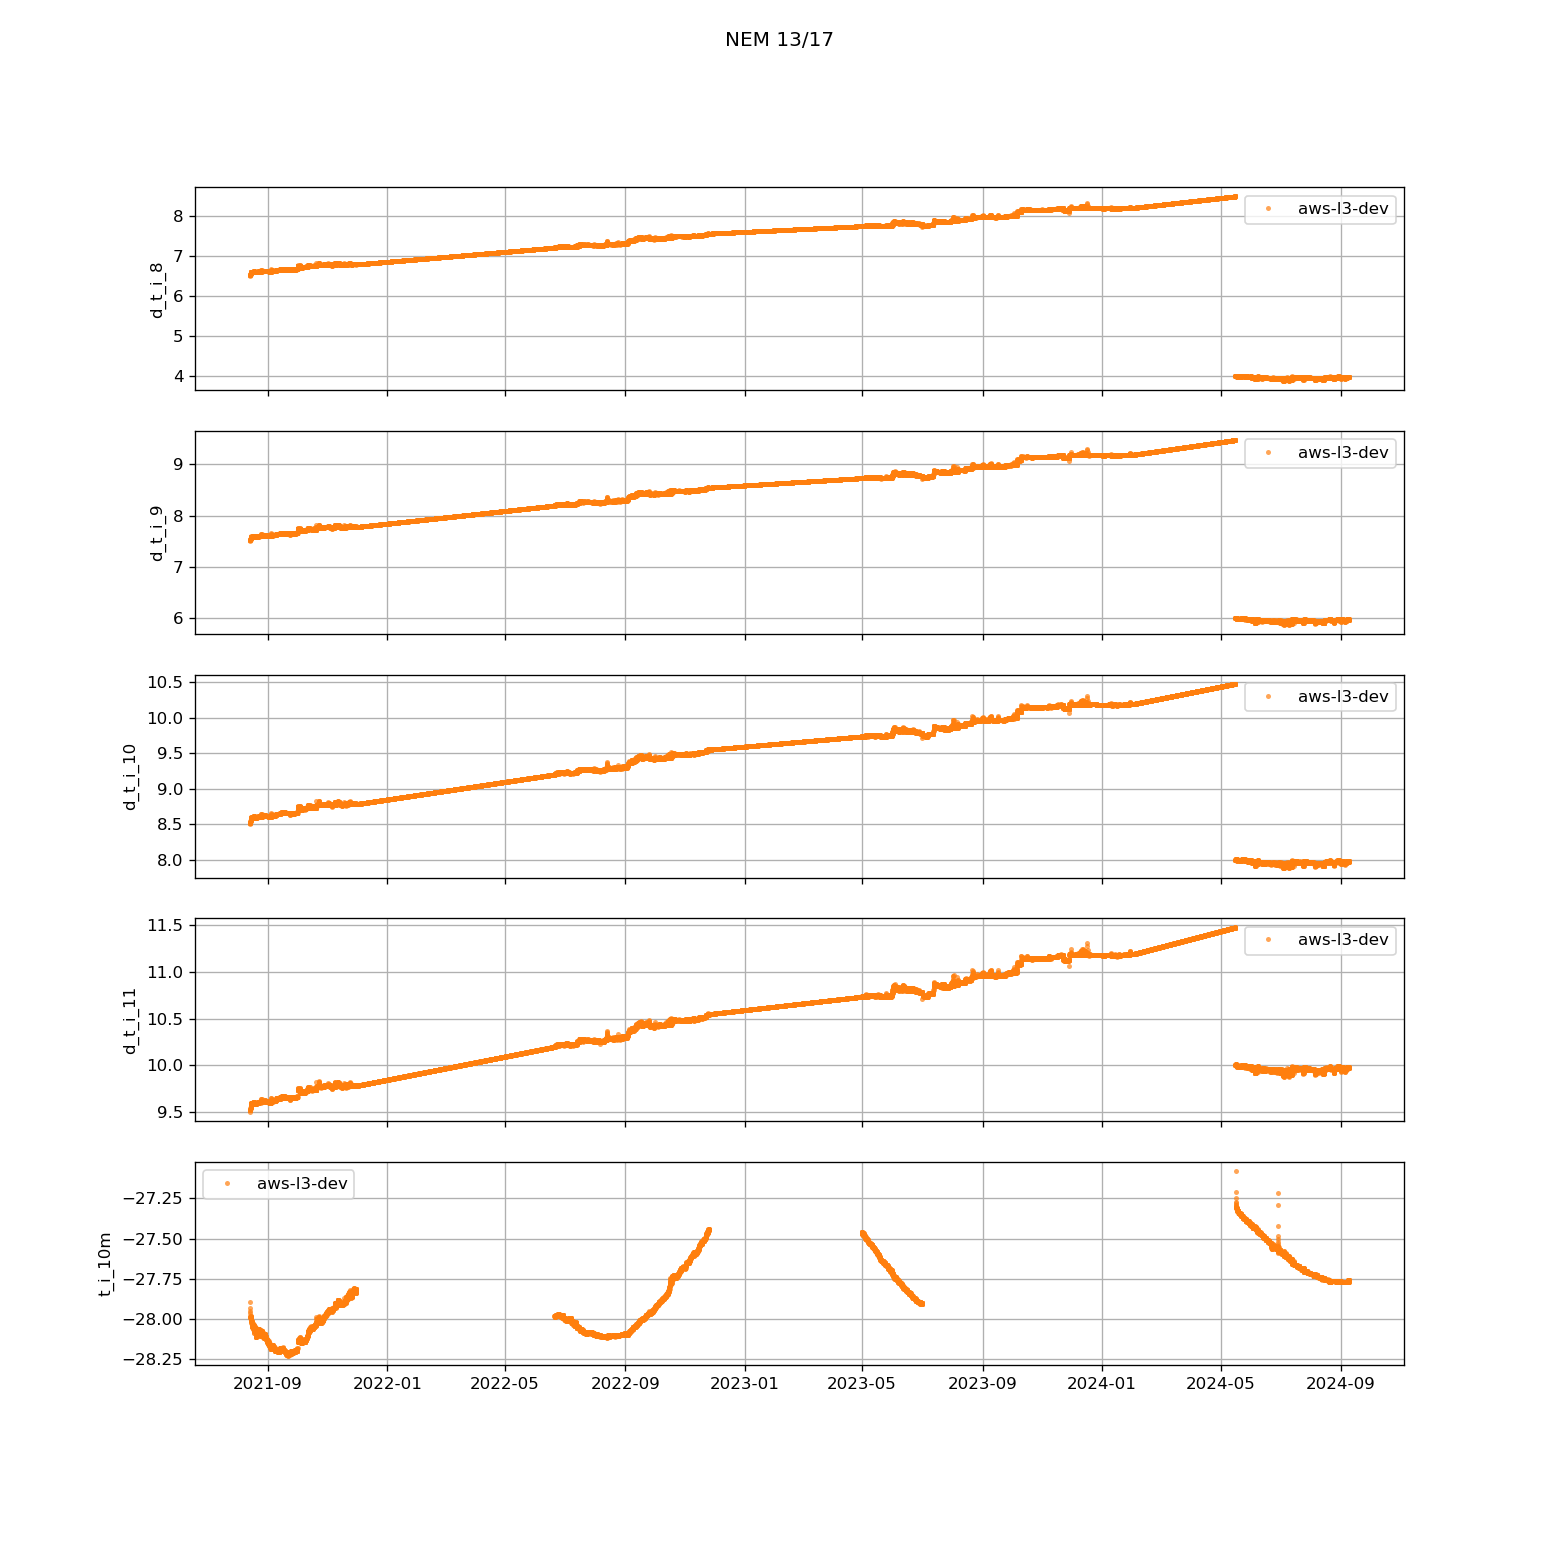 NEM 13/17
8
7
6
5
4
d_t_i_8
aws-l3-dev
9
8
7
6
d_t_i_9
aws-l3-dev
10.5
10.0
9.5
9.0
8.5
8.0
d_t_i_10
aws-l3-dev
11.5
11.0
10.5
10.0
9.5
d_t_i_11
aws-l3-dev
−27.25
−27.50
−27.75
−28.00
−28.25
t_i_10m
aws-l3-dev
2021-09 2022-01 2022-05 2022-09 2023-01 2023-05 2023-09 2024-01 2024-05 2024-09